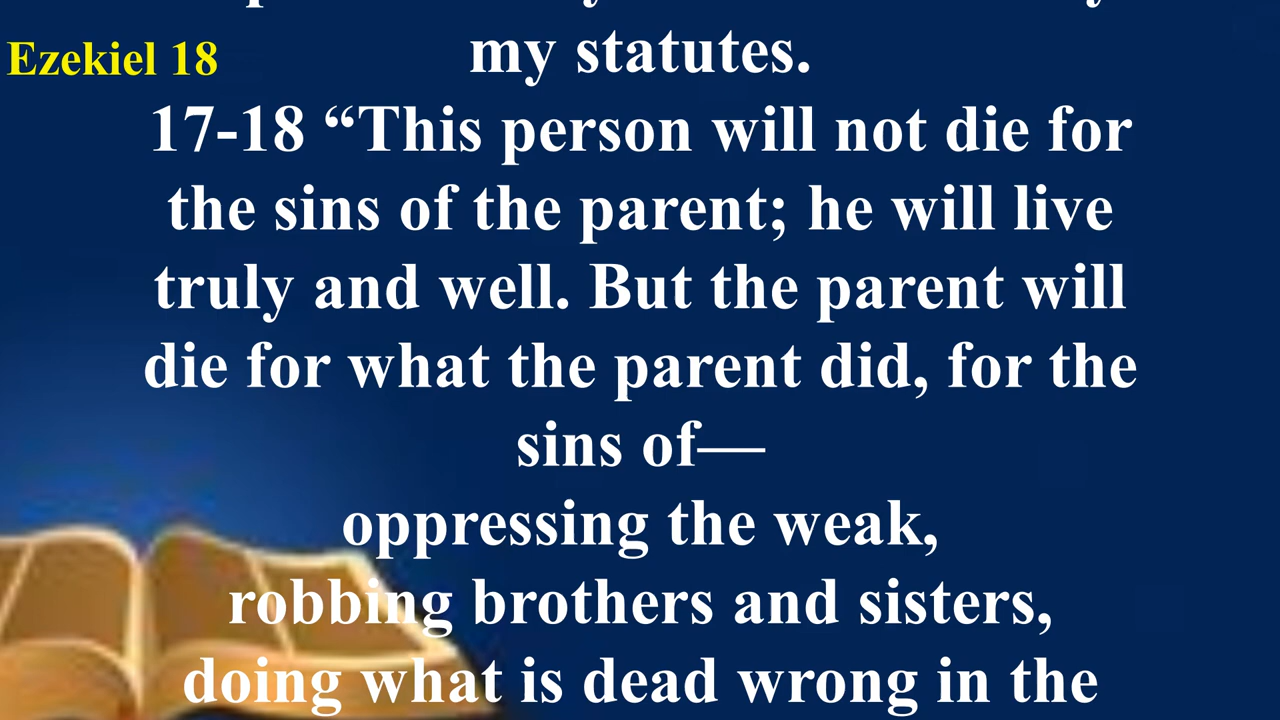 Ezekiel 18
my statutes.
17-18 “This person will not die for
the sins of the parent; he will live
truly and well. But the parent will
die for what the parent did, for the
sins of—
oppressing the weak,
robbing brothers and sisters,
doing what is dead wrong in the